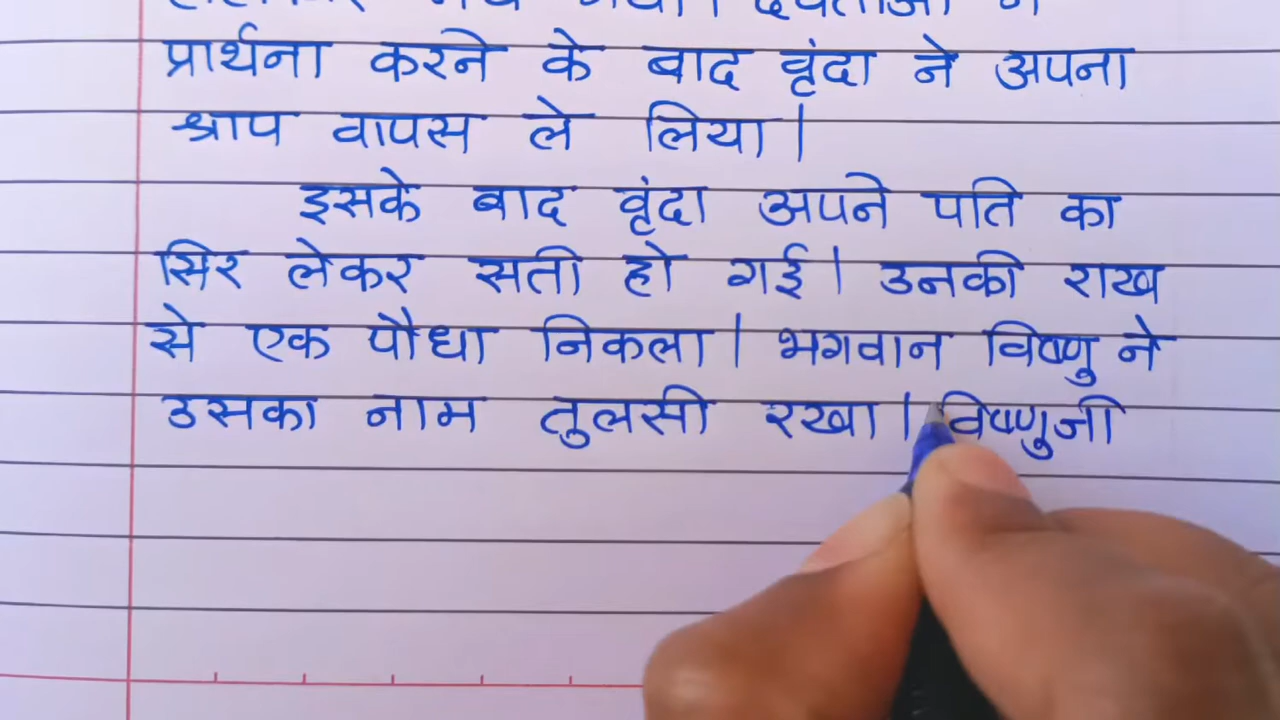 प्रार्थना करने के बाद वृंदा ने अपना
श्राप वापस ले लिया।
इसके बाद वृंदा अपने पति का
सिर लेकर सती हो गई। उनकी राख
से एक पौधा निकला। भगवान विष्णु ने
उसका नाम तुलसी रखा। विष्णुजी